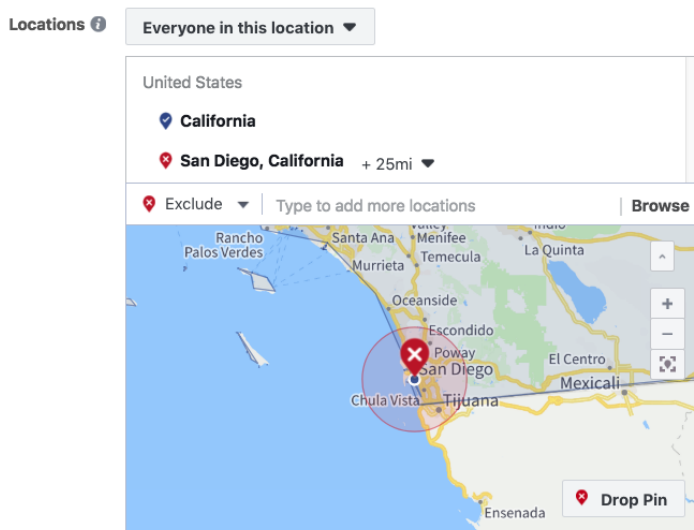 Locations
Everyone in this location
United States
California
San Diego, California + 25mi
Exclude Type to add more locations Browse
Rancho
Palos Verdes
Santa Ana
Menifee
La Quinta
Murrieta
Temecula
Oceanside
Escondido
Poway
San Diego
El Centro
Mexicali
Chula Vista
Tijuana
Ensenada
Drop Pin